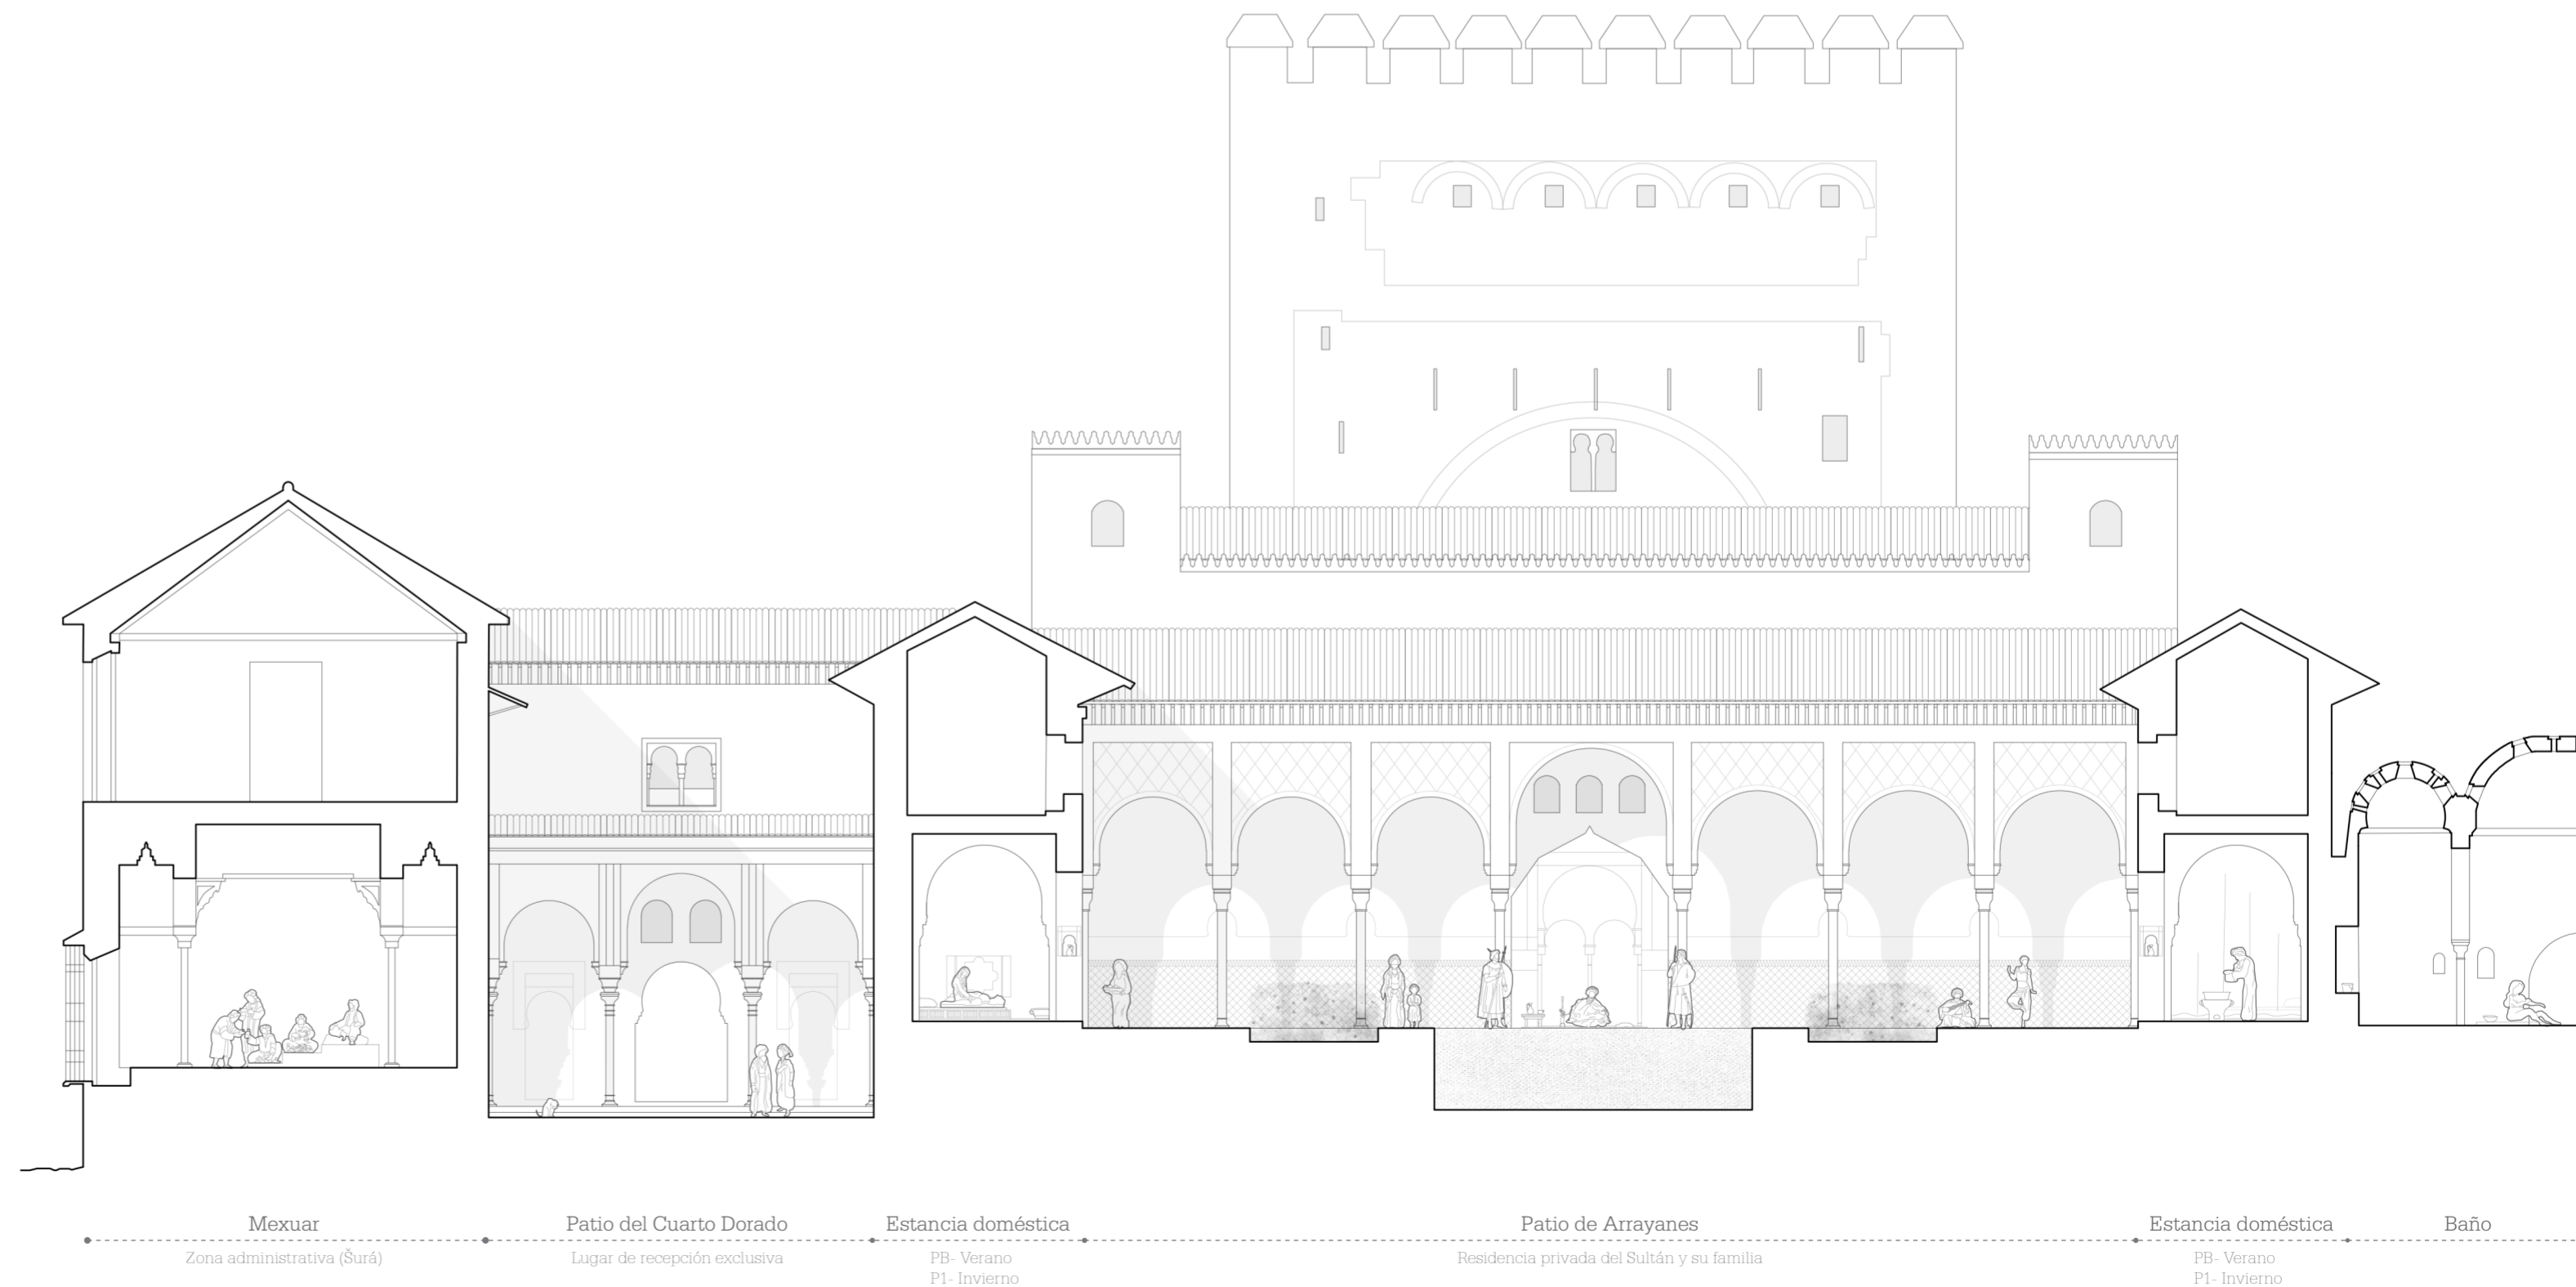 Mexuar
Zona administrativa (Šurá)
Patio del Cuarto Dorado
Lugar de recepción exclusiva
Estancia doméstica
PB- Verano
P1- Invierno
Patio de Arrayanes
Residencia privada del Sultán y su familia
Estancia doméstica
PB- Verano
P1- Invierno
Baño